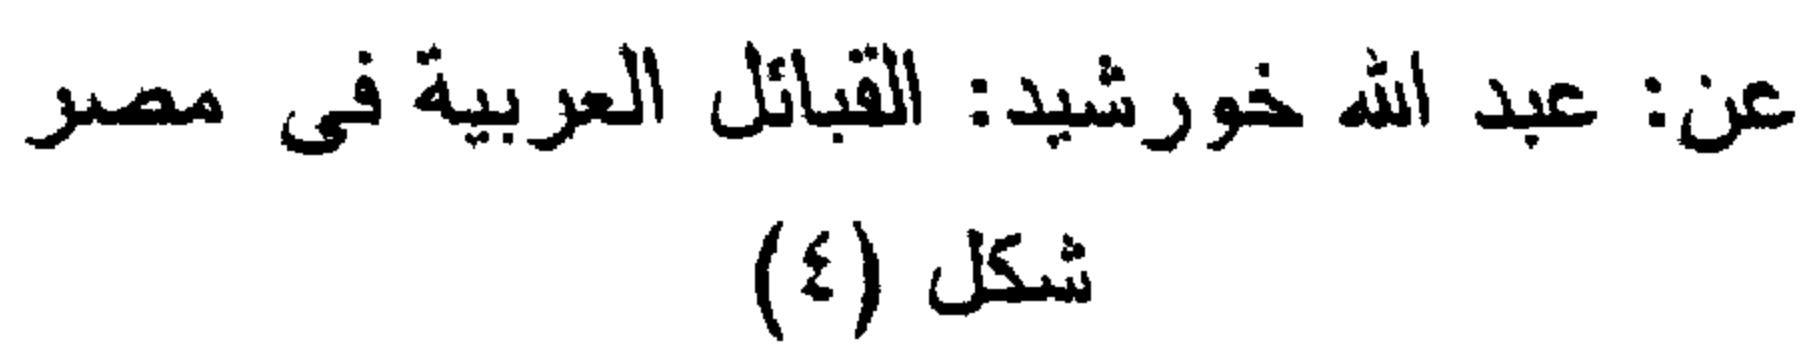 عن: عبد الله خورشيد: القبائل العربية فى مصر
شكل (٤)